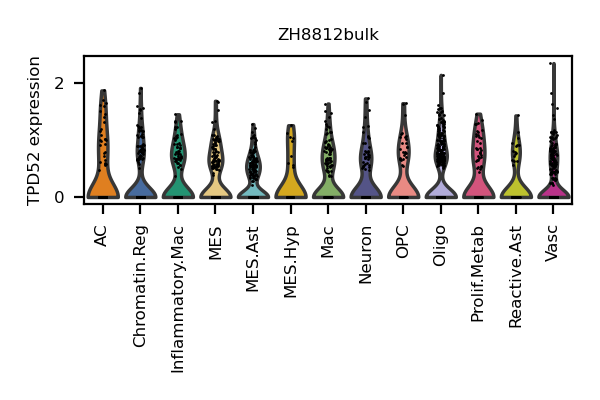 ZH8812bulk
TPD52 expression
2
0
AC
Chromatin.Reg
Inflammatory.Mac
MES
MES.Ast
MES.Hyp
Mac
Neuron
OPC
Oligo
Prolif.Metab
Reactive.Ast
Vasc